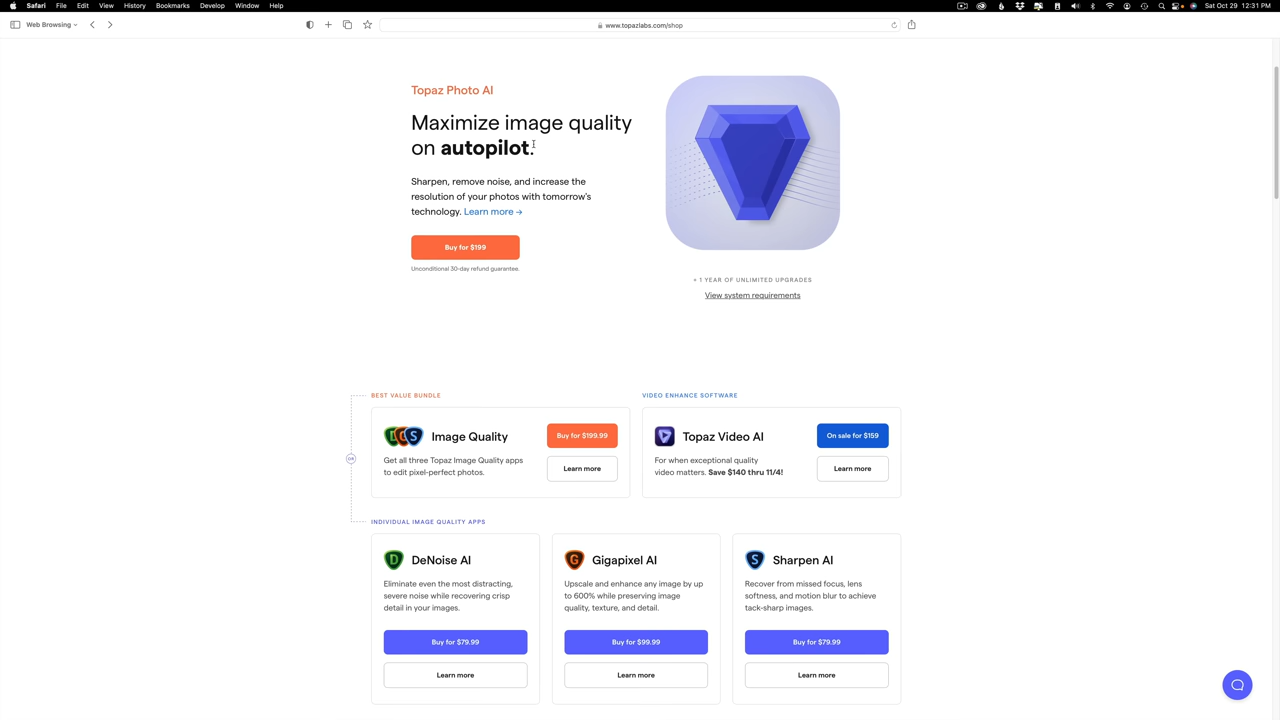 Safari File Edit View History Bookmarks Develop Window Help
Sat Oct 29 12:31 PM
Web Browsing
www.topazlabs.com/shop
Topaz Photo AI
Maximize image quality
on autopilot.
Sharpen, remove noise, and increase the
resolution of your photos with tomorrow's
technology. Learn more →
Buy for $199
Unconditional 30-day refund guarantee.
+ 1 YEAR OF UNLIMITED UPGRADES
View system requirements
BEST VALUE BUNDLE
Image Quality
Buy for $199.99
Get all three Topaz Image Quality apps
to edit pixel-perfect photos.
Learn more
VIDEO ENHANCE SOFTWARE
Topaz Video AI
On sale for $159
For when exceptional quality
video matters. Save $140 thru 11/4!
Learn more
OR
INDIVIDUAL IMAGE QUALITY APPS
D DeNoise AI
Eliminate even the most distracting,
severe noise while recovering crisp
detail in your images.
Buy for $79.99
Learn more
G Gigapixel AI
Upscale and enhance any image by up
to 600% while preserving image
quality, texture, and detail.
Buy for $99.99
Learn more
S Sharpen AI
Recover from missed focus, lens
softness, and motion blur to achieve
tack-sharp images.
Buy for $79.99
Learn more